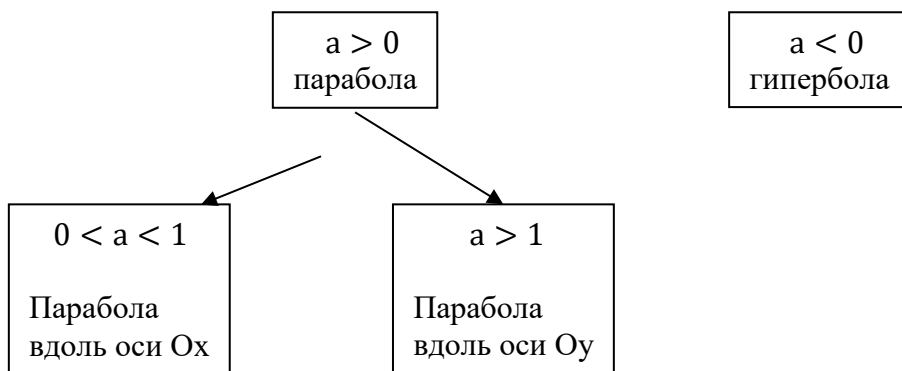 a > 0
парабола
a < 0
гипербола
0 < a < 1
Парабола
вдоль оси Ox
a > 1
Парабола
вдоль оси Oy